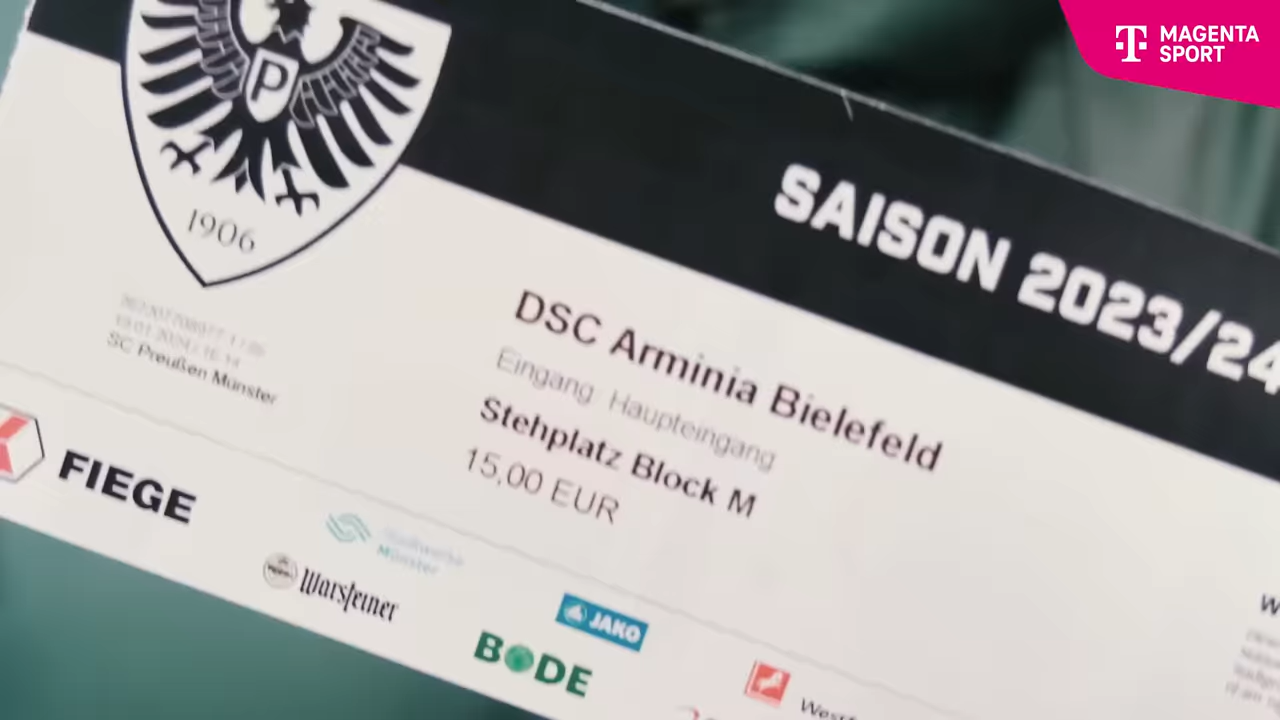 MAGENTA
SPORT
P
1906
SAISON 2023/24
DSC Arminia Bielefeld
Eingang Haupteingang
Stehplatz Block M
15,00 EUR
SC Preußen Münster
FIEGE
Münster
Warsteiner
JAKO
BODE